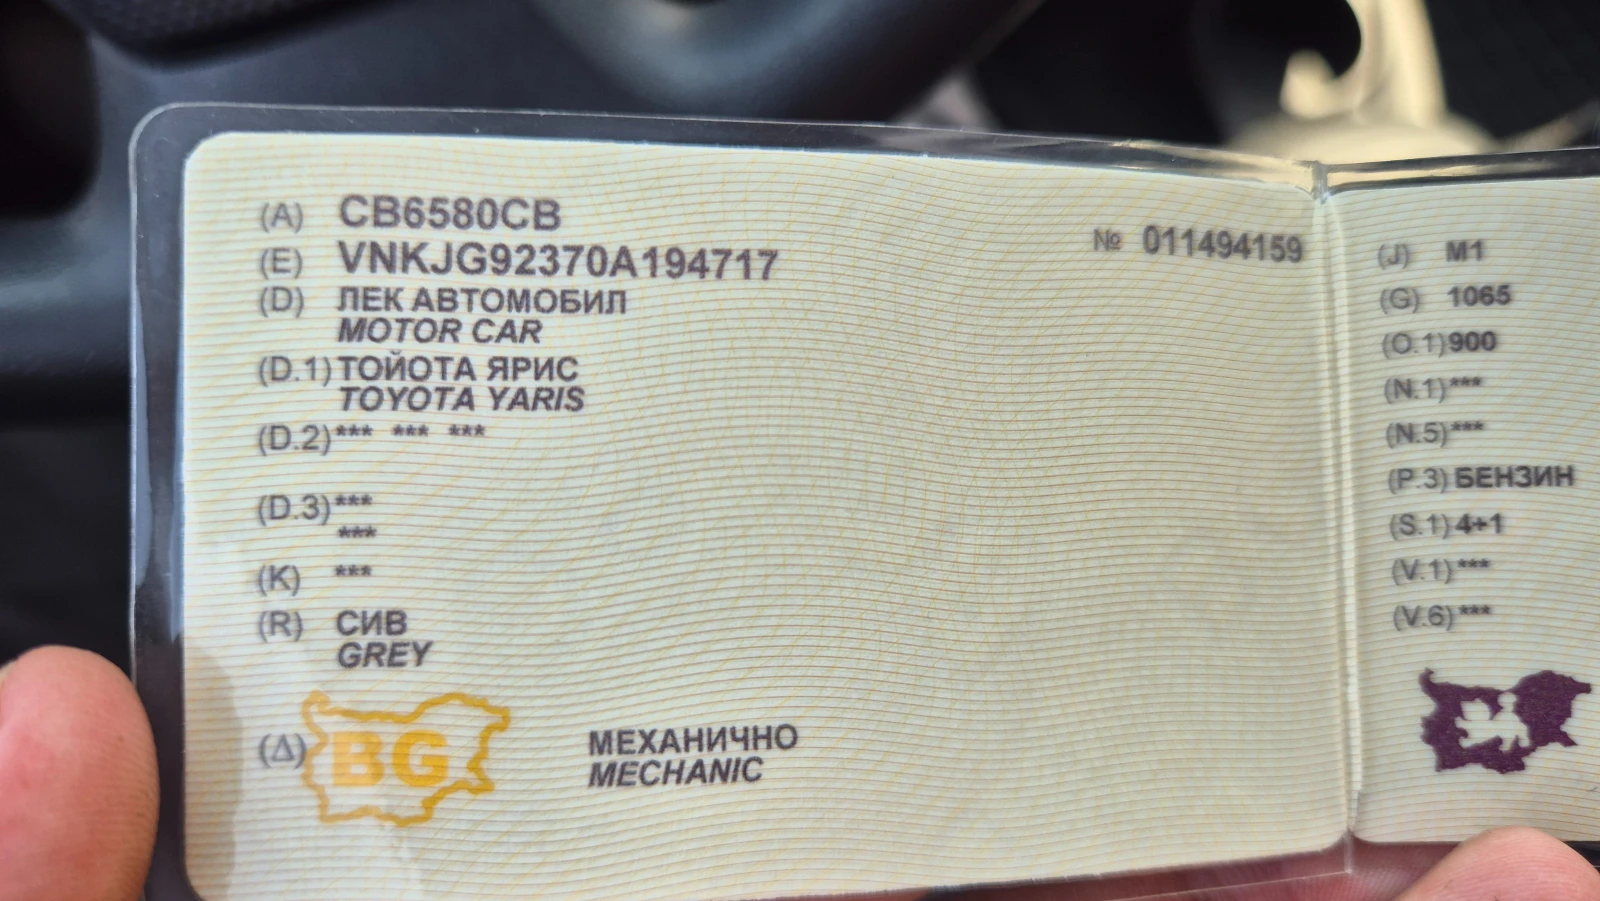 (A) СВ6580СВ
(E) VNKJG92370A194717
№ 011494159
(D) ЛЕК АВТОМОБИЛ
MOTOR CAR
(D.1) ТОЙОТА ЯРИС
TOYOTA YARIS
(D.2) *** *** ***
(D.3) ***
***
(K) ***
(R) СИВ
GREY
(Δ) BG
МЕХАНИЧНО
MECHANIC
(J) M1
(G) 1065
(O.1) 900
(N.1) ***
(N.5) ***
(P.3) БЕНЗИН
(S.1) 4+1
(V.1) ***
(V.6) ***